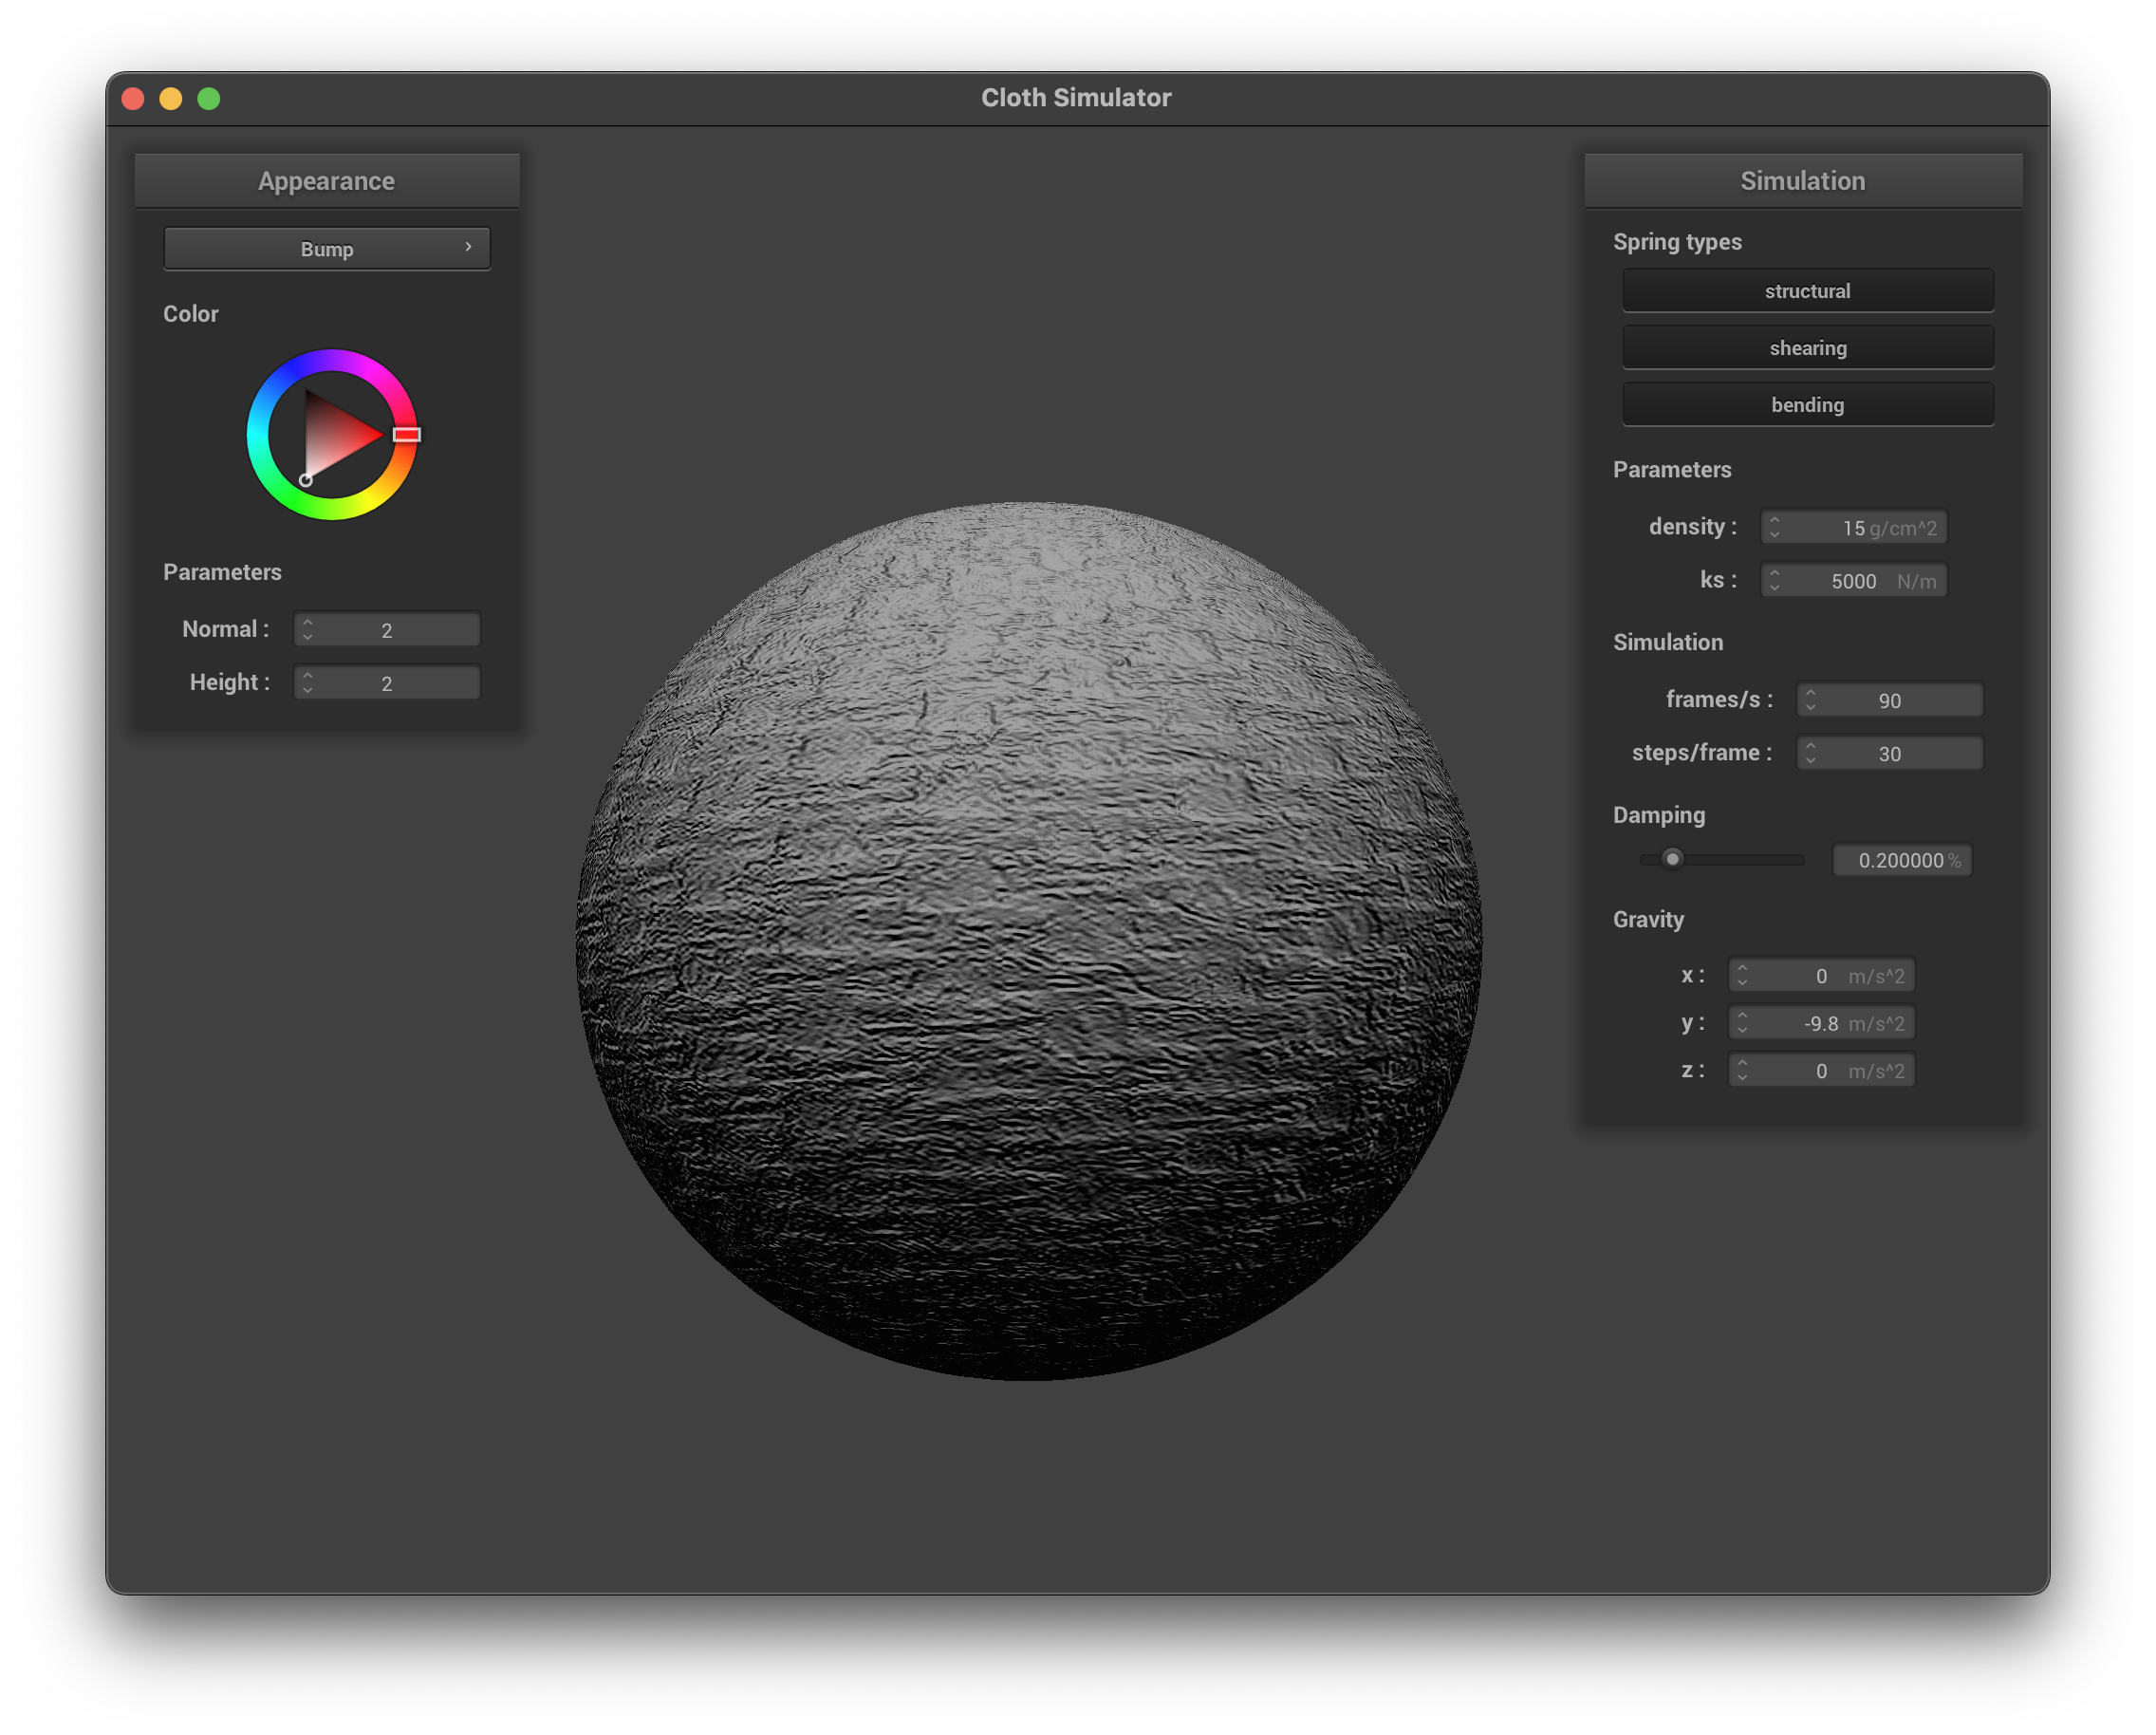 Cloth Simulator
Appearance
Bump
Color
Parameters
Normal : 2
Height : 2
Simulation
Spring types
structural
shearing
bending
Parameters
density : 15 g/cm^2
ks : 5000 N/m
Simulation
frames/s : 90
steps/frame : 30
Damping
0.200000 %
Gravity
x : 0 m/s^2
y : -9.8 m/s^2
z : 0 m/s^2